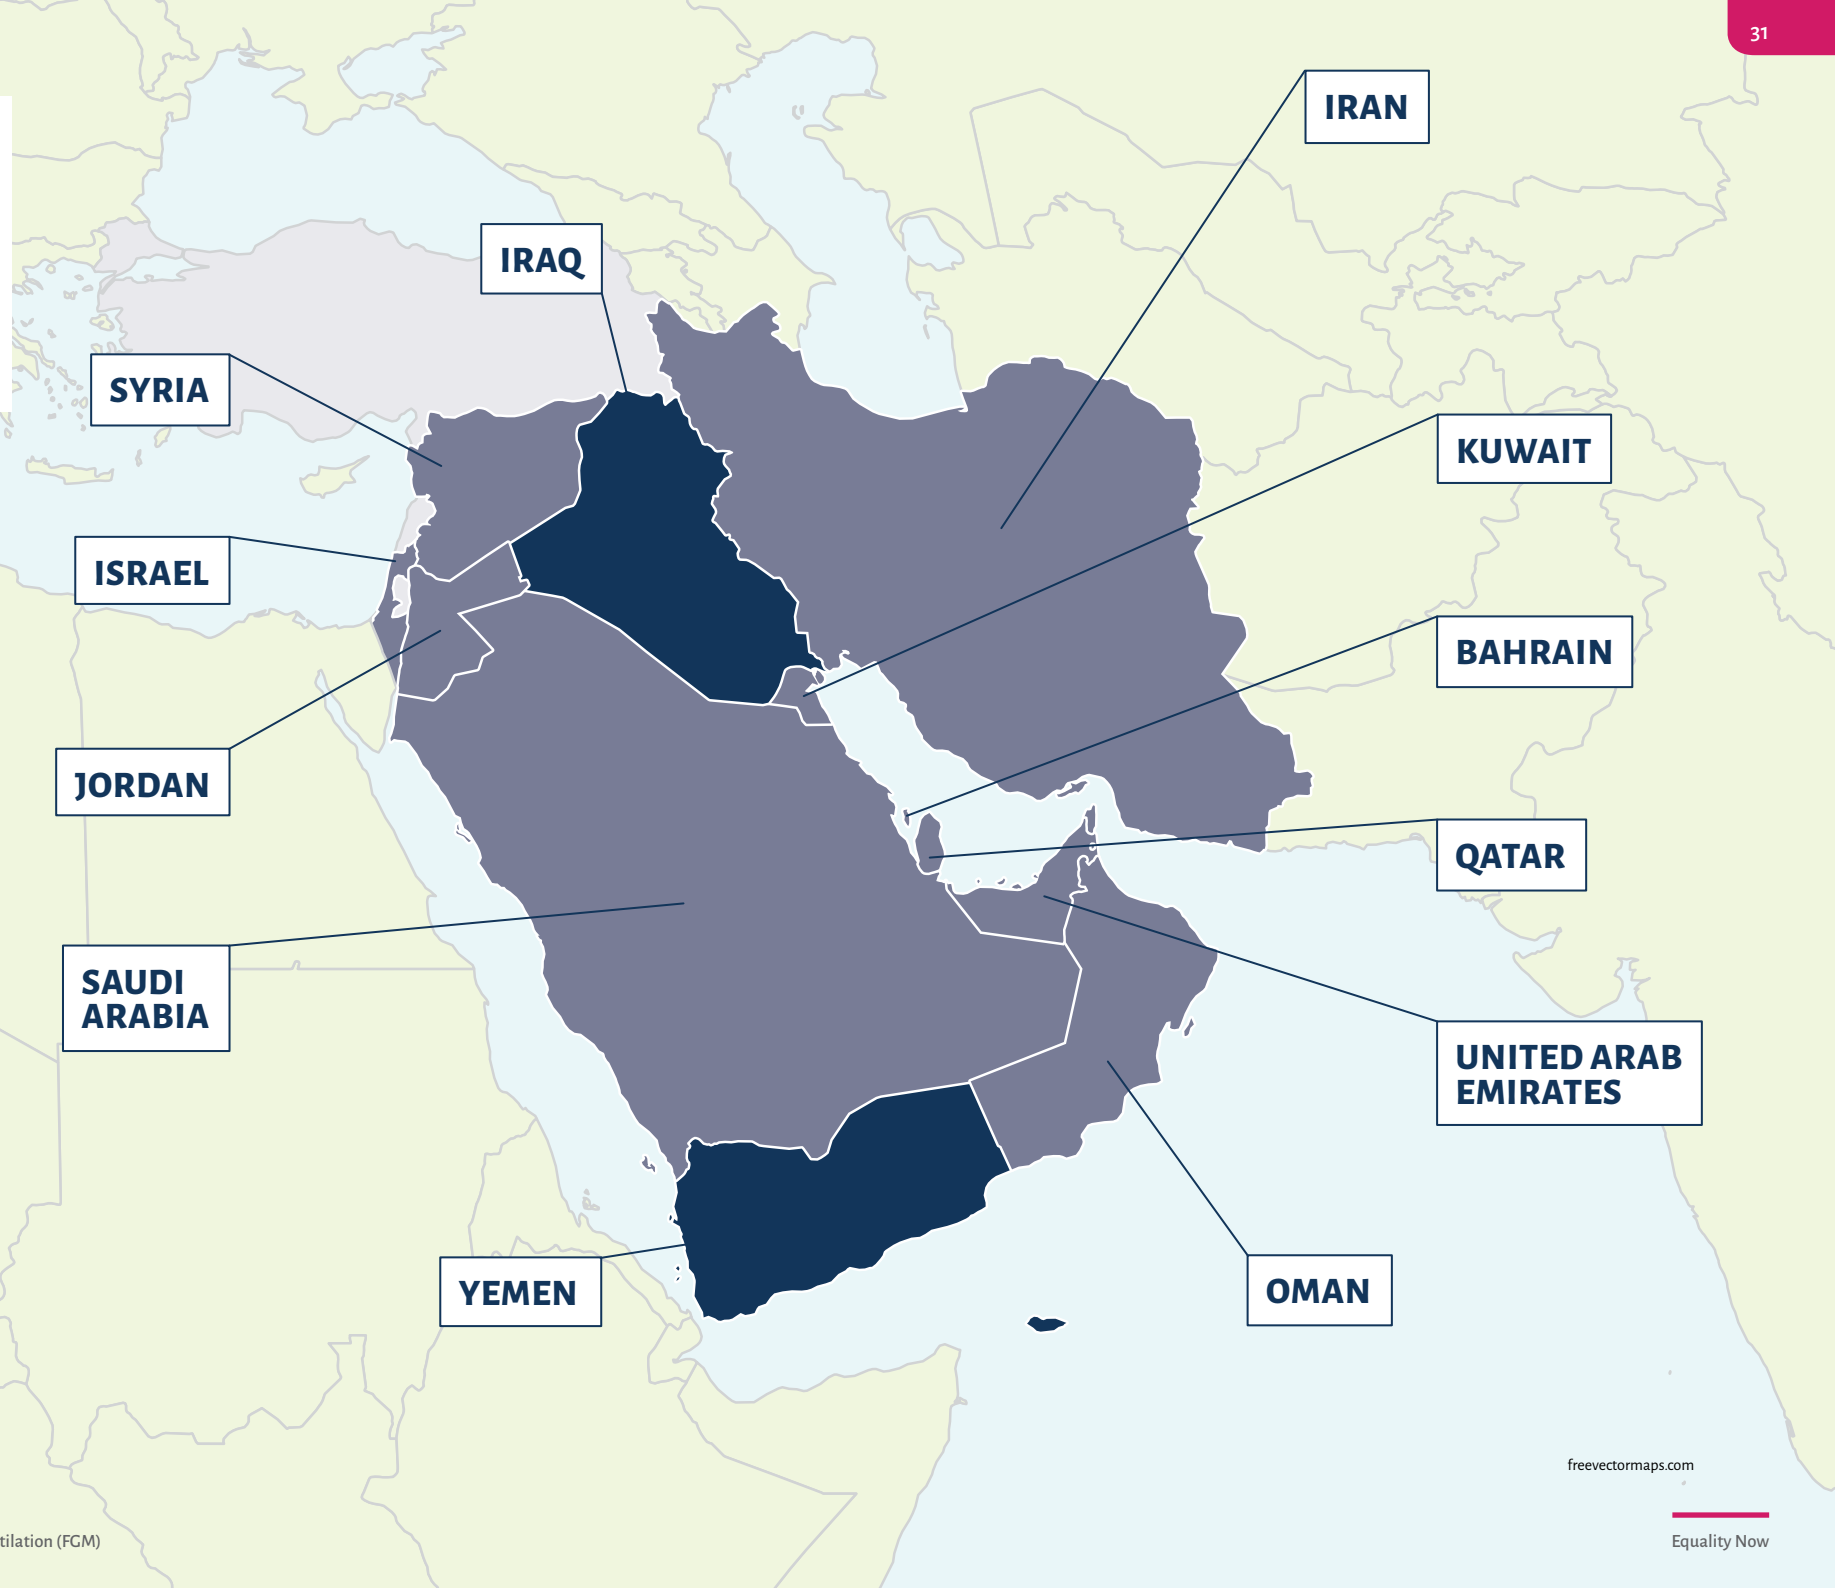 31
IRAN
IRAQ
SYRIA
KUWAIT
ISRAEL
BAHRAIN
JORDAN
QATAR
SAUDI
ARABIA
UNITED ARAB
EMIRATES
YEMEN
OMAN
freevectormaps.com
tilation (FGM)
Equality Now